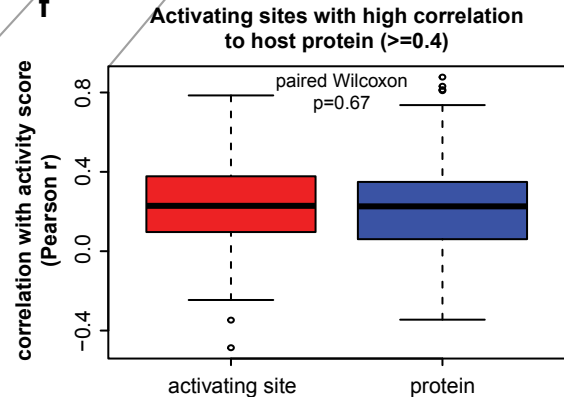 f
Activating sites with high correlation
to host protein (>=0.4)
correlation with activity score
(Pearson r)
0.8
0.4
0.0
−0.4
paired Wilcoxon
p=0.67
activating site
protein